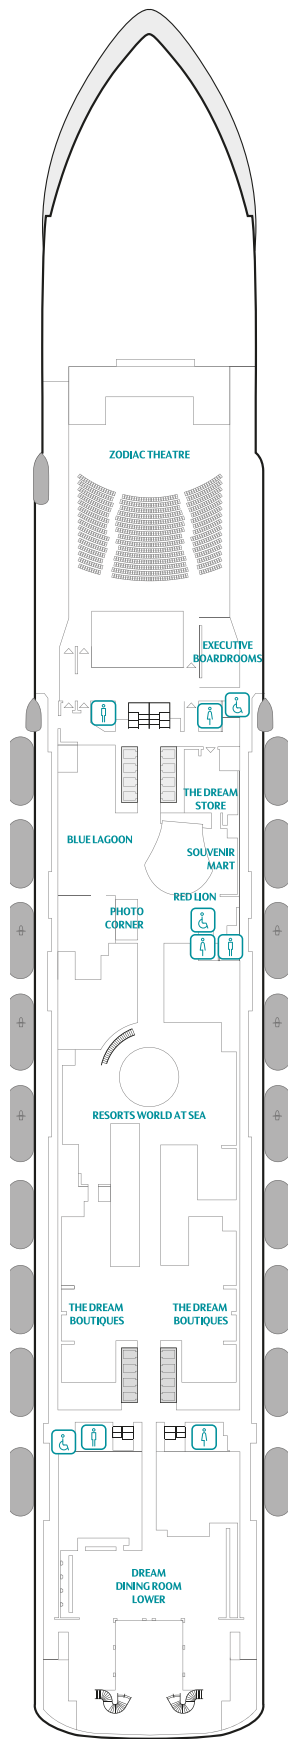 ZODIAC THEATRE
EXECUTIVE
BOARDROOMS
THE DREAM
STORE
BLUE LAGOON
SOUVENIR
MART
RED LION
PHOTO
CORNER
RESORTS WORLD AT SEA
THE DREAM
BOUTIQUES
THE DREAM
BOUTIQUES
DREAM
DINING ROOM
LOWER